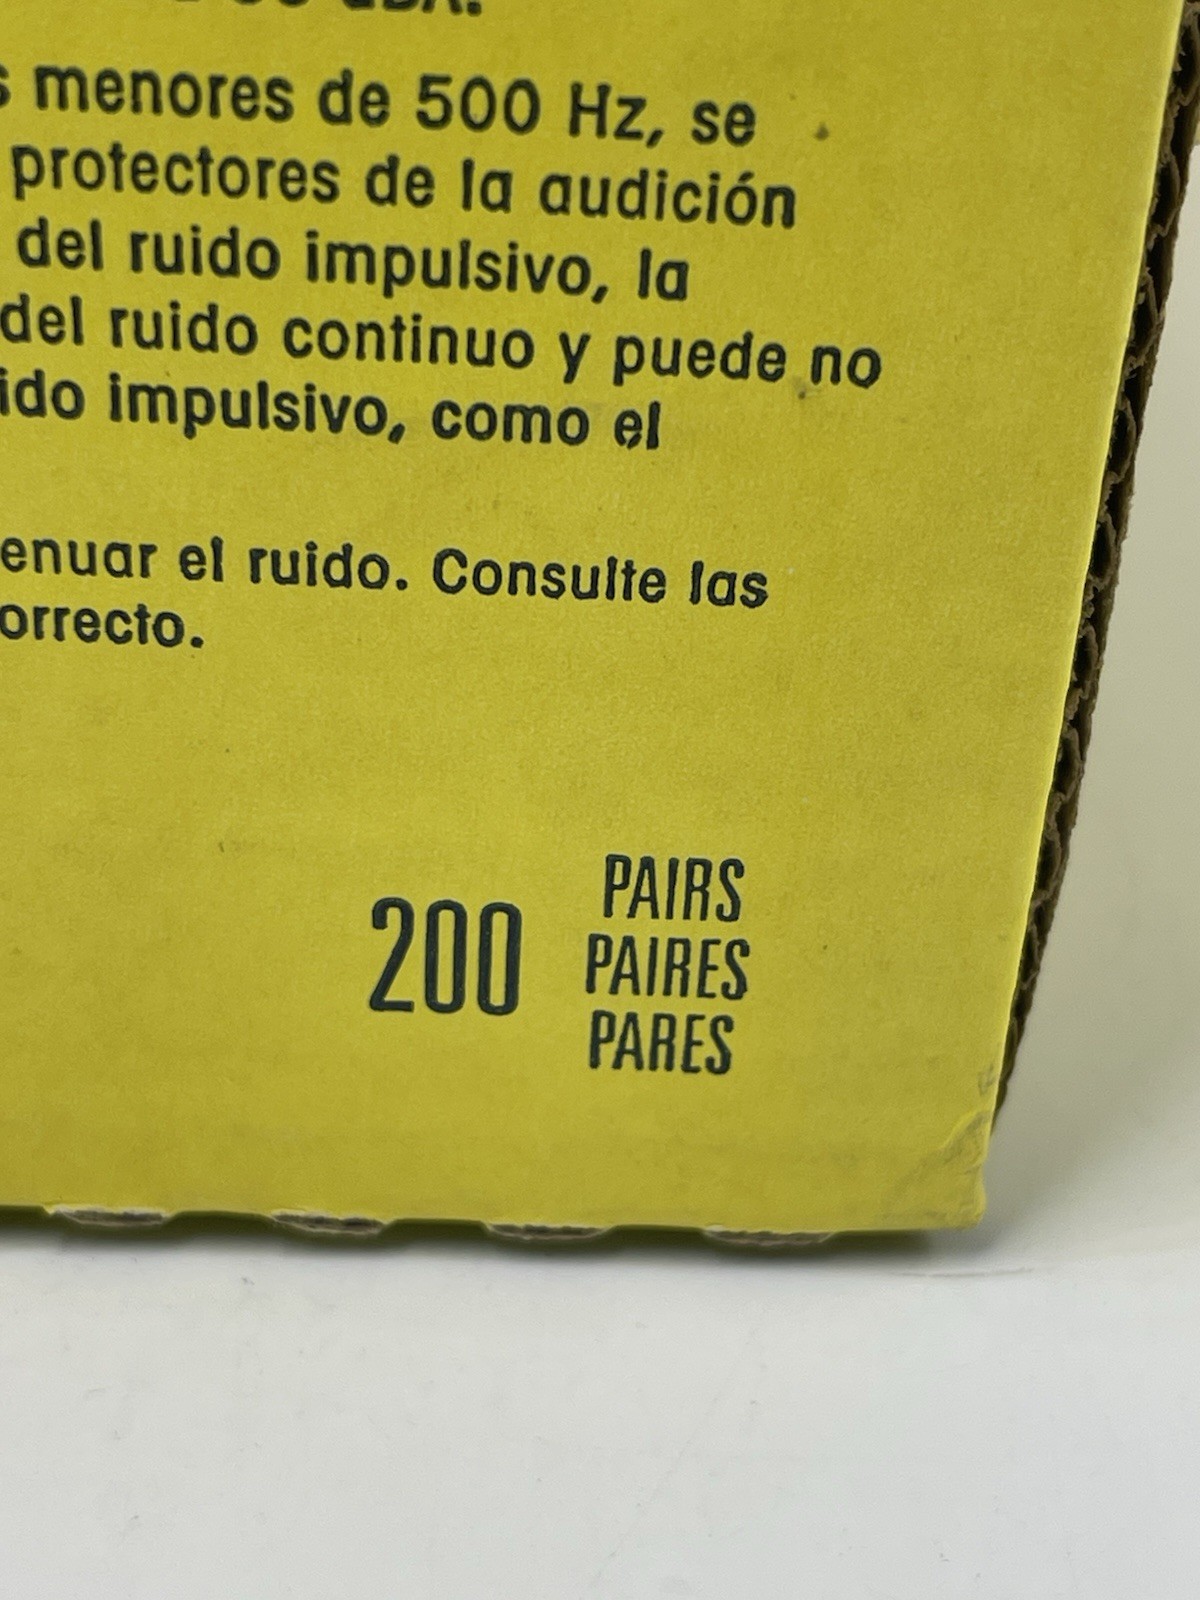 menores de 500 Hz, se
protectores de la audición
del ruido impulsivo, la
del ruido continuo y puede no
ido impulsivo, como el
enuar el ruido. Consulte las
orrecto.
200
PAIRS
PAIRES
PARES